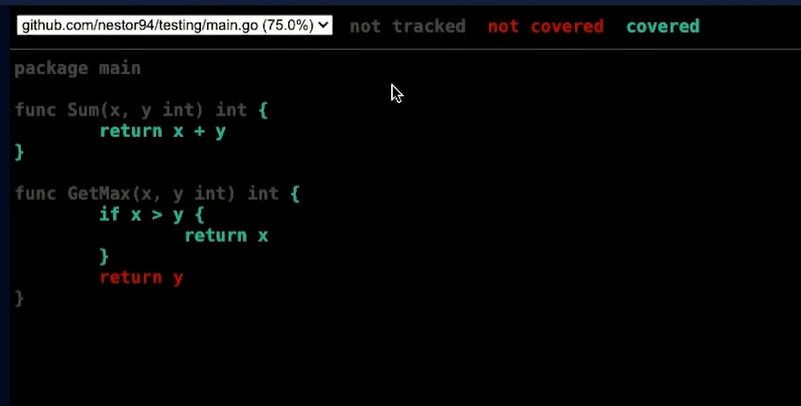 github.com/nestor94/testing/main.go (75.0%) not tracked not covered covered
package main
func Sum(x, y int) int {
return x + y
}
func GetMax(x, y int) int {
if x > y {
return x
}
return y
}